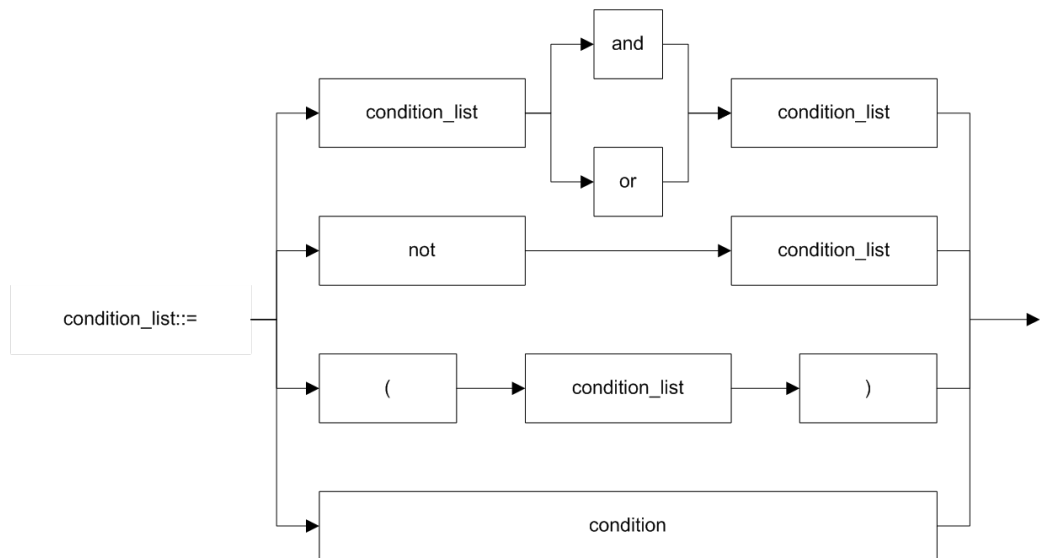 and
condition_list
condition_list
or
not
condition_list
condition_list::=
(
condition_list
)
condition